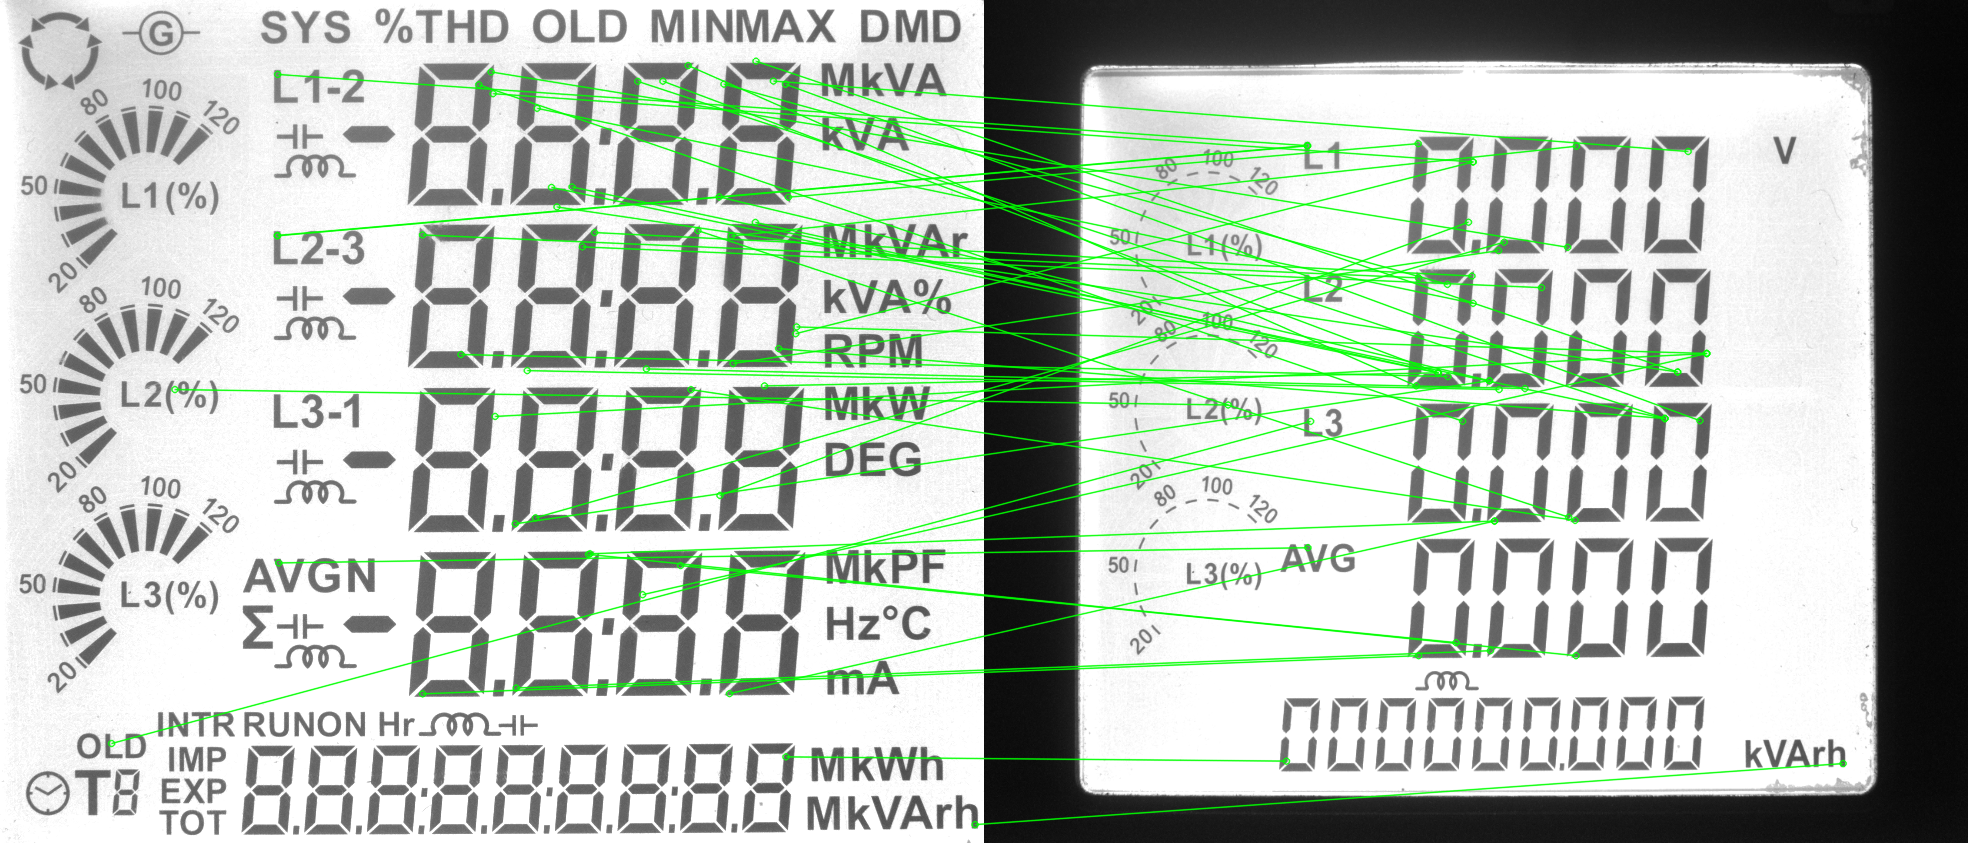 G SYS %THD OLD MINMAX DMD
L1-2 8.8:8.8 MkVA
kVA
120
100
80
50
20
L1(%)
L2-3 8.8:8.8 MkVAr
kVA%
RPM
120
100
80
50
20
L2(%)
L3-1 8.8:8.8 MkW
DEG
120
100
80
50
20
L3(%)
AVGN 8.8:8.8 MkPF
Σ Hz°C
mA
INTR RUNON Hr
OLD
T8
IMP
EXP
TOT
8.8.8:8.8:8.8:8.8 MkWh
MkVArh
L1 0.000 V
120
100
80
50
20
L1(%)
L2 0.000
120
100
80
50
20
L2(%)
L3 0.000
120
100
80
50
20
L3(%)
AVG 0.000
000000.000 kVArh